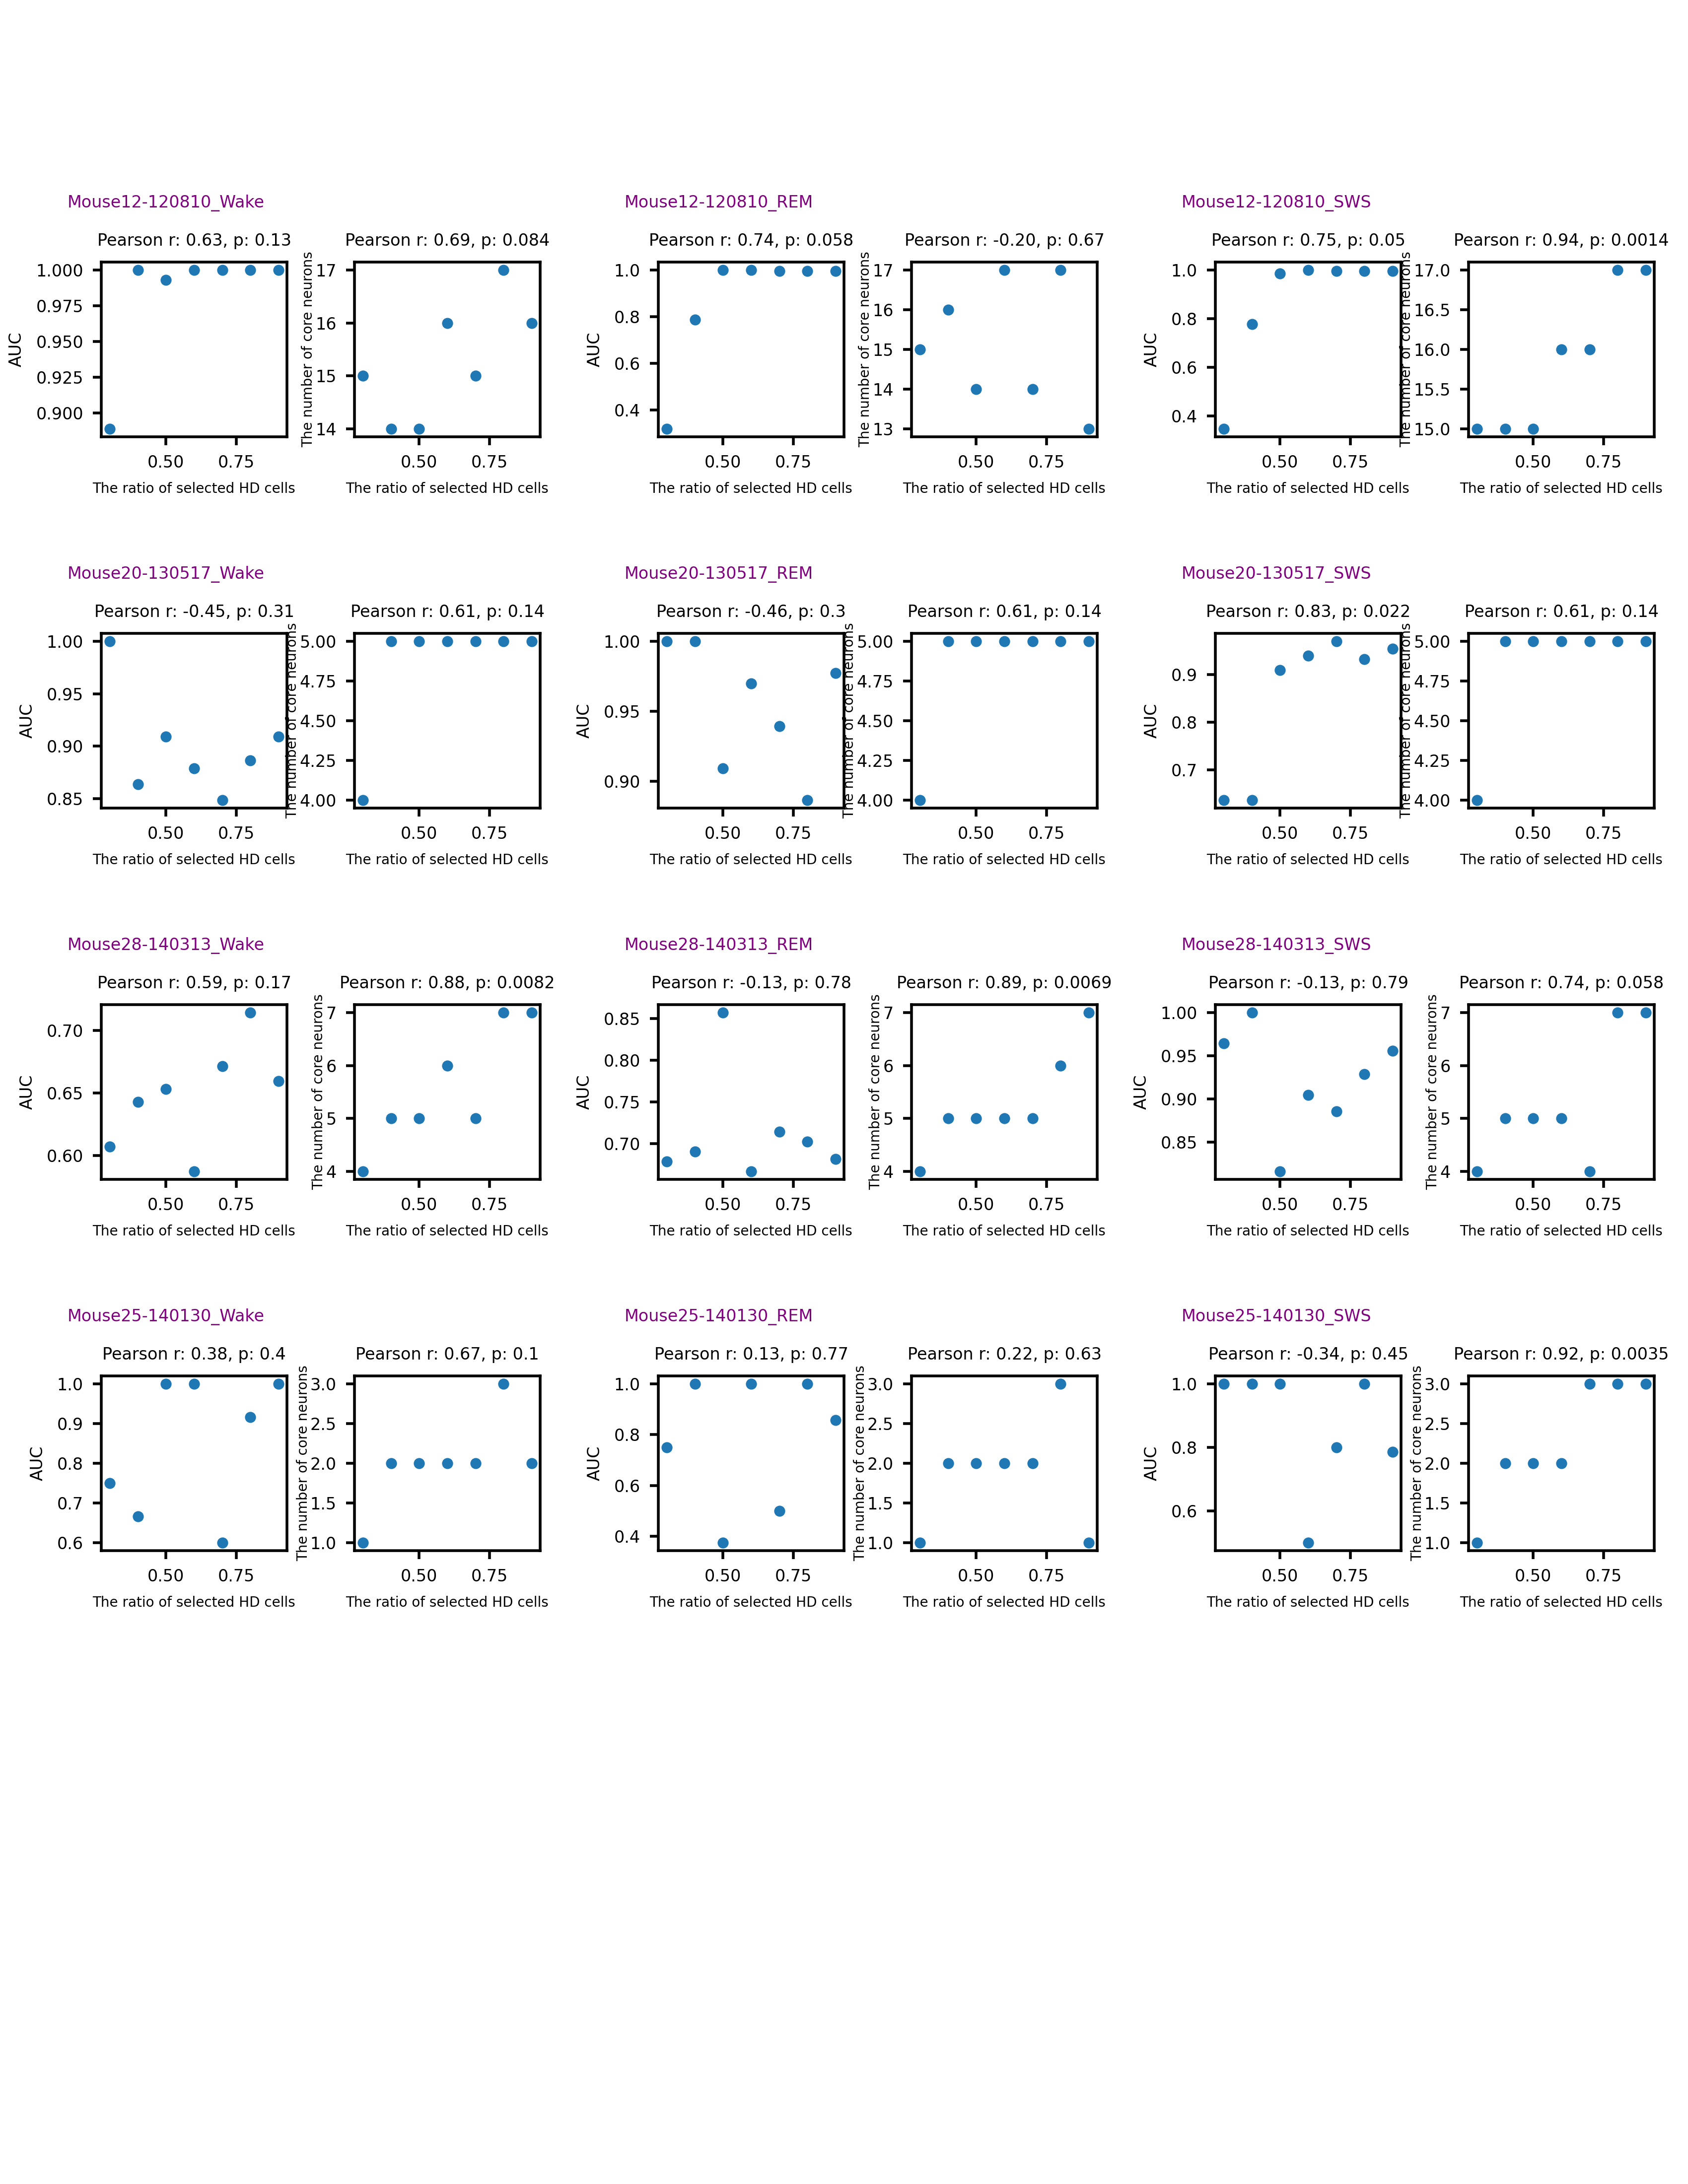 Mouse12-120810_Wake
Pearson r: 0.63, p: 0.13
1.000
0.975
0.950
0.925
0.900
AUC
0.50 0.75
The ratio of selected HD cells
Pearson r: 0.69, p: 0.084
17
16
15
14
The number of core neurons
0.50 0.75
The ratio of selected HD cells
Mouse12-120810_REM
Pearson r: 0.74, p: 0.058
1.0
0.8
0.6
0.4
AUC
0.50 0.75
The ratio of selected HD cells
Pearson r: -0.20, p: 0.67
17
16
15
14
13
The number of core neurons
0.50 0.75
The ratio of selected HD cells
Mouse12-120810_SWS
Pearson r: 0.75, p: 0.05
1.0
0.8
0.6
0.4
AUC
0.50 0.75
The ratio of selected HD cells
Pearson r: 0.94, p: 0.0014
17.0
16.5
16.0
15.5
15.0
The number of core neurons
0.50 0.75
The ratio of selected HD cells
Mouse20-130517_Wake
Pearson r: -0.45, p: 0.31
1.00
0.95
0.90
0.85
AUC
0.50 0.75
The ratio of selected HD cells
Pearson r: 0.61, p: 0.14
5.00
4.75
4.50
4.25
4.00
The number of core neurons
0.50 0.75
The ratio of selected HD cells
Mouse20-130517_REM
Pearson r: -0.46, p: 0.3
1.00
0.95
0.90
AUC
0.50 0.75
The ratio of selected HD cells
Pearson r: 0.61, p: 0.14
5.00
4.75
4.50
4.25
4.00
The number of core neurons
0.50 0.75
The ratio of selected HD cells
Mouse20-130517_SWS
Pearson r: 0.83, p: 0.022
0.9
0.8
0.7
AUC
0.50 0.75
The ratio of selected HD cells
Pearson r: 0.61, p: 0.14
5.00
4.75
4.50
4.25
4.00
The number of core neurons
0.50 0.75
The ratio of selected HD cells
Mouse28-140313_Wake
Pearson r: 0.59, p: 0.17
0.70
0.65
0.60
AUC
0.50 0.75
The ratio of selected HD cells
Pearson r: 0.88, p: 0.0082
7
6
5
4
The number of core neurons
0.50 0.75
The ratio of selected HD cells
Mouse28-140313_REM
Pearson r: -0.13, p: 0.78
0.85
0.80
0.75
0.70
AUC
0.50 0.75
The ratio of selected HD cells
Pearson r: 0.89, p: 0.0069
7
6
5
4
The number of core neurons
0.50 0.75
The ratio of selected HD cells
Mouse28-140313_SWS
Pearson r: -0.13, p: 0.79
1.00
0.95
0.90
0.85
AUC
0.50 0.75
The ratio of selected HD cells
Pearson r: 0.74, p: 0.058
7
6
5
4
The number of core neurons
0.50 0.75
The ratio of selected HD cells
Mouse25-140130_Wake
Pearson r: 0.38, p: 0.4
1.0
0.9
0.8
0.7
0.6
AUC
0.50 0.75
The ratio of selected HD cells
Pearson r: 0.67, p: 0.1
3.0
2.5
2.0
1.5
1.0
The number of core neurons
0.50 0.75
The ratio of selected HD cells
Mouse25-140130_REM
Pearson r: 0.13, p: 0.77
1.0
0.8
0.6
0.4
AUC
0.50 0.75
The ratio of selected HD cells
Pearson r: 0.22, p: 0.63
3.0
2.5
2.0
1.5
1.0
The number of core neurons
0.50 0.75
The ratio of selected HD cells
Mouse25-140130_SWS
Pearson r: -0.34, p: 0.45
1.0
0.8
0.6
AUC
0.50 0.75
The ratio of selected HD cells
Pearson r: 0.92, p: 0.0035
3.0
2.5
2.0
1.5
1.0
The number of core neurons
0.50 0.75
The ratio of selected HD cells